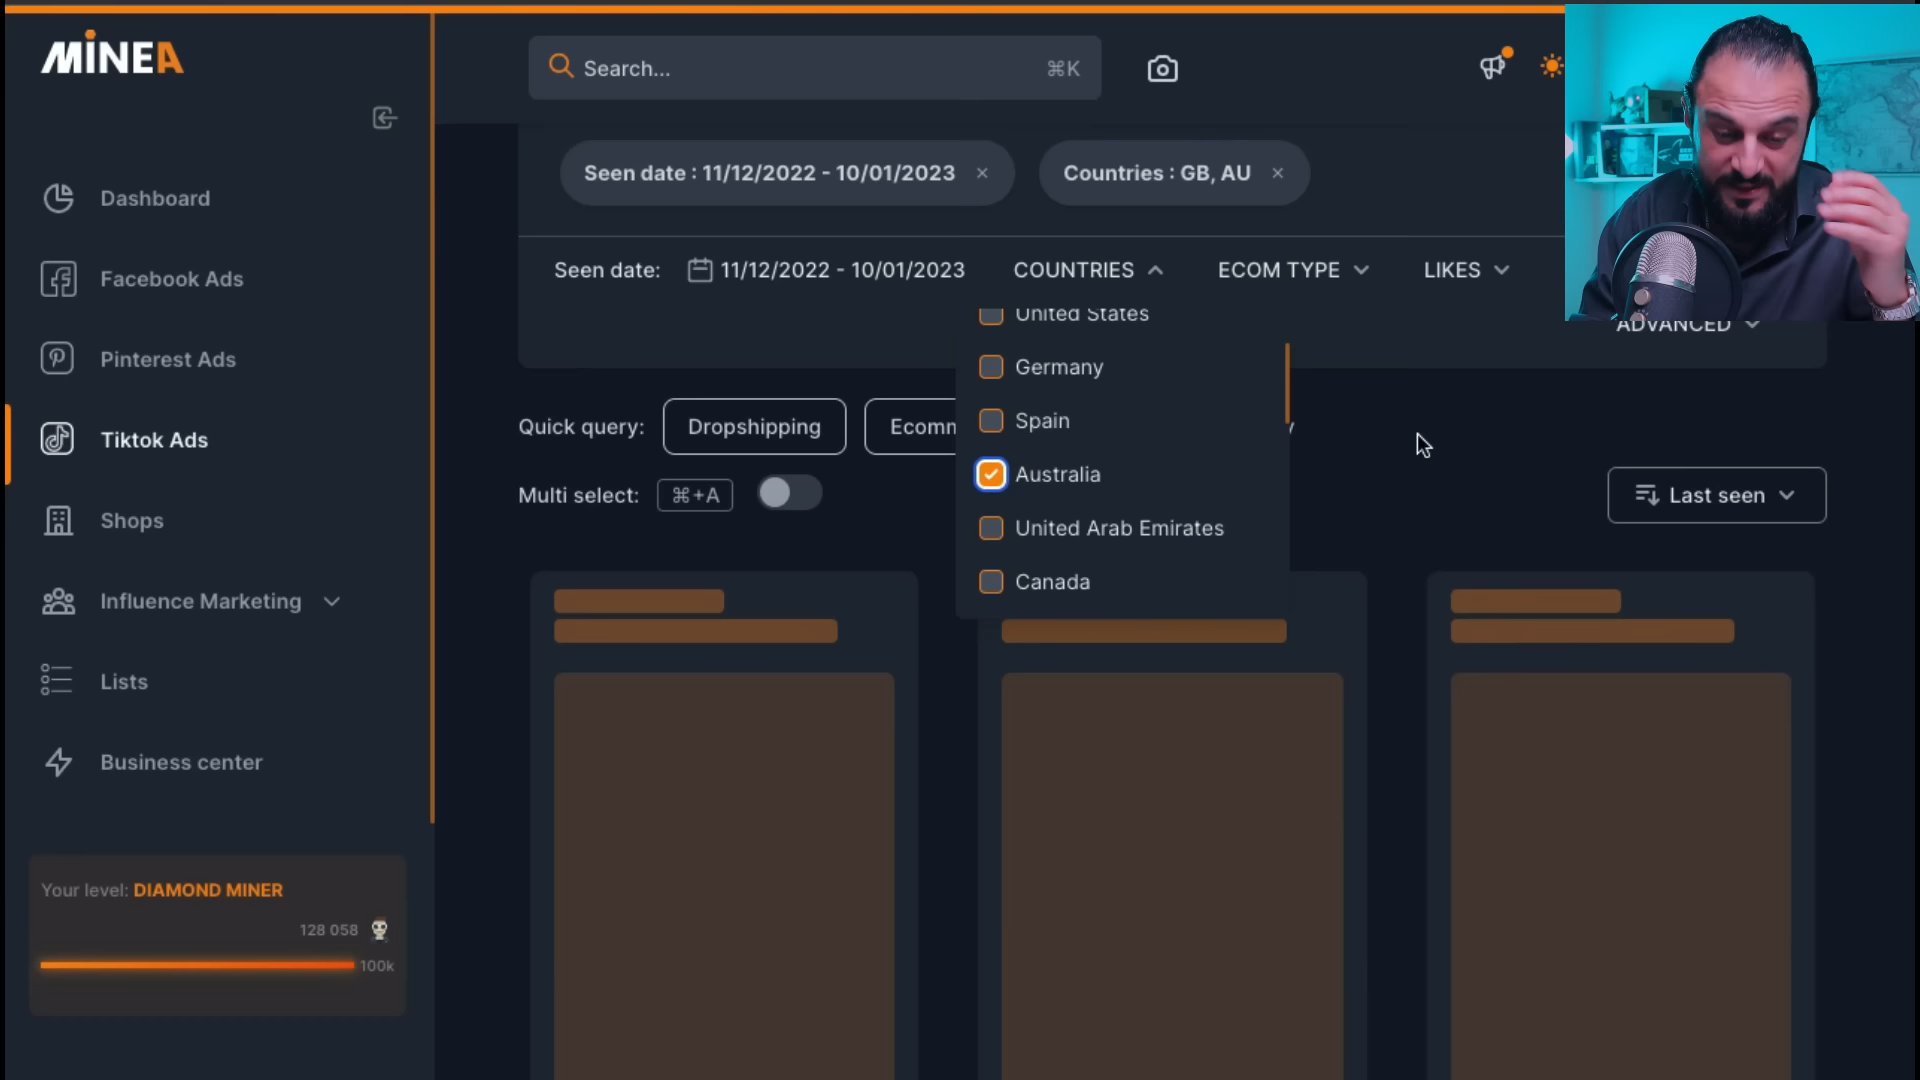 MINEA
Search...
⌘K
Seen date : 11/12/2022 - 10/01/2023 ×
Countries : GB, AU ×
Seen date: 11/12/2022 - 10/01/2023
COUNTRIES
ECOM TYPE
LIKES
ADVANCED
United States
Germany
Spain
Australia
United Arab Emirates
Canada
Quick query:
Dropshipping
Ecomm
Multi select:
⌘+A
Last seen
Dashboard
Facebook Ads
Pinterest Ads
Tiktok Ads
Shops
Influence Marketing
Lists
Business center
Your level: DIAMOND MINER
128 058
100k